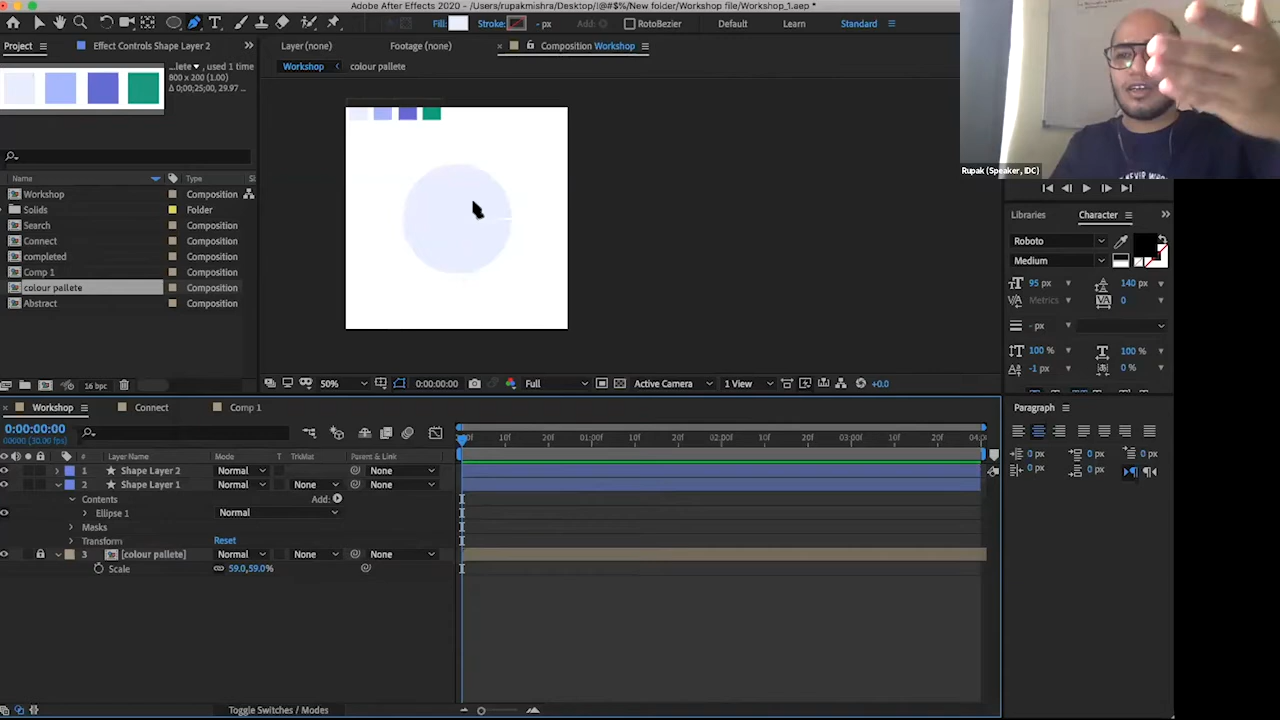 Adobe After Effects 2020 - /Users/rupakmishra/Desktop/!@#$%/New folder/Workshop file/Workshop_1.aep *
Fill: Stroke: - px Add: RotoBezier Default Learn Standard
Project Effect Controls Shape Layer 2 Layer (none) Footage (none) Composition Workshop
Workshop colour pallete
...lete , used 1 time
800 x 200 (1.00)
Δ 0;00;25;00, 29.97 ...
Rupak (Speaker, IDC)
Name Type
Workshop Composition
Solids Folder
Search Composition
Connect Composition
completed Composition
Comp 1 Composition
colour pallete Composition
Abstract Composition
16 bpc
50% 0:00:00:00 Full Active Camera 1 View +0.0
Libraries Character
Roboto
Medium
95 px 140 px
Metrics 0
- px
100 % 100 %
-1 px 0 %
Paragraph
0 px 0 px 0 px
0 px 0 px
Workshop Connect Comp 1
0:00:00:00
00000 (30.00 fps)
10f 20f 01:00f 10f 20f 02:00f 10f 20f 03:00f 10f 20f
# Layer Name Mode T TrkMat Parent & Link
1 Shape Layer 2 Normal None
2 Shape Layer 1 Normal None None
Contents Add:
Ellipse 1 Normal
Masks
Transform Reset
3 [colour pallete] Normal None None
Scale 59.0,59.0%
Toggle Switches / Modes